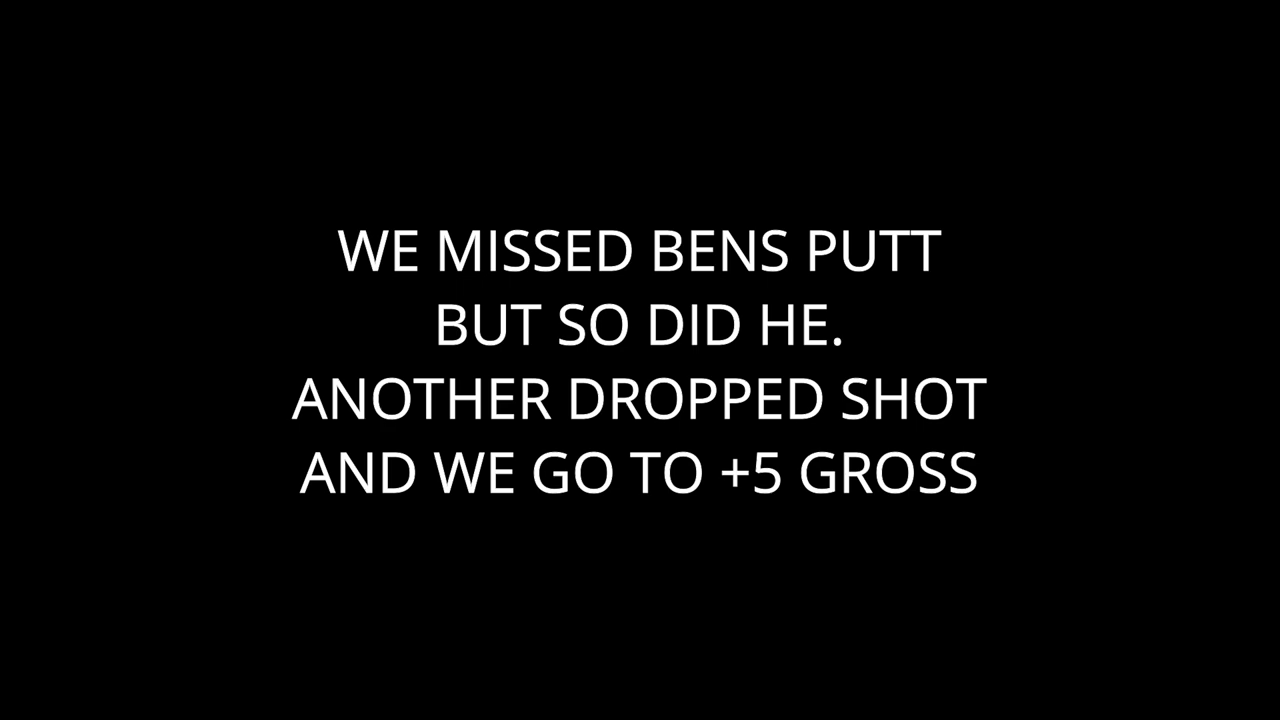 WE MISSED BENS PUTT
BUT SO DID HE.
ANOTHER DROPPED SHOT
AND WE GO TO +5 GROSS